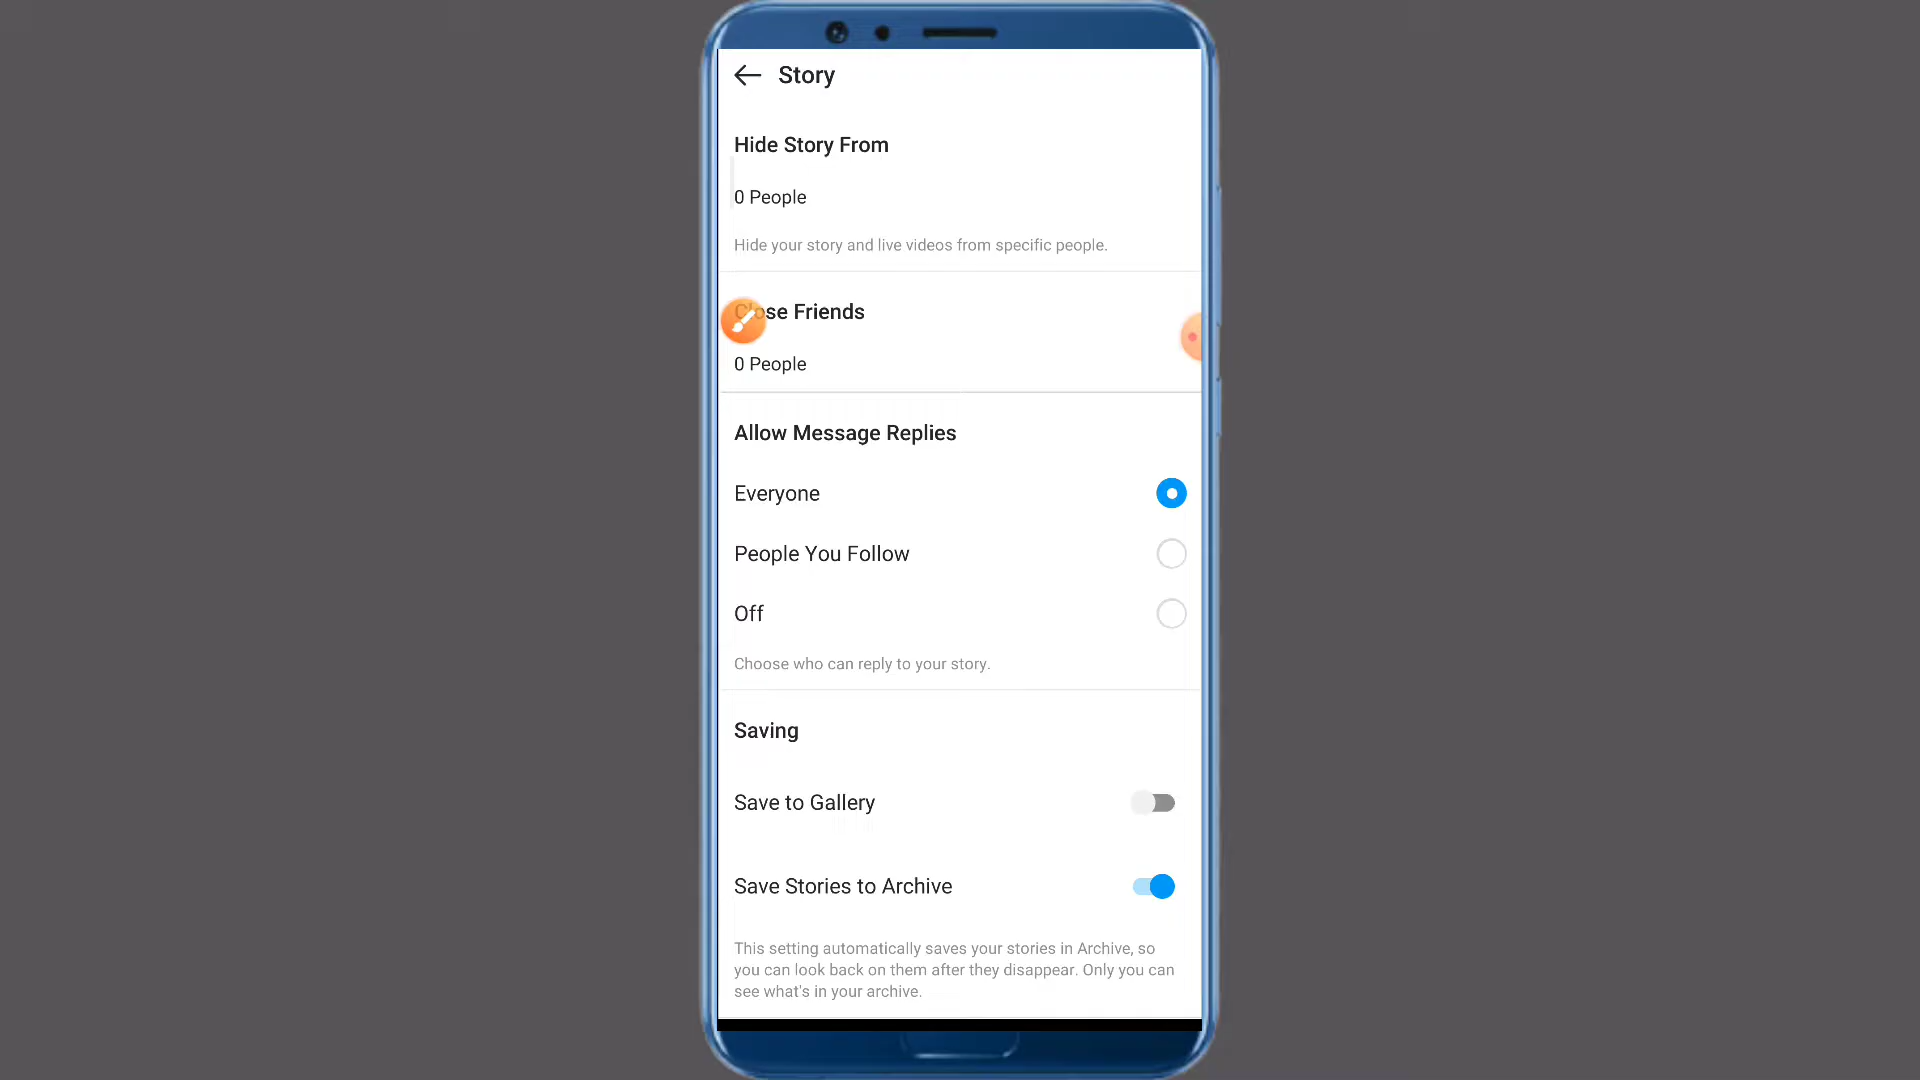 Story
Hide Story From
0 People
Hide your story and live videos from specific people.
Close Friends
0 People
Allow Message Replies
Everyone
People You Follow
Off
Choose who can reply to your story.
Saving
Save to Gallery
Save Stories to Archive
This setting automatically saves your stories in Archive, so
you can look back on them after they disappear. Only you can
see what's in your archive.